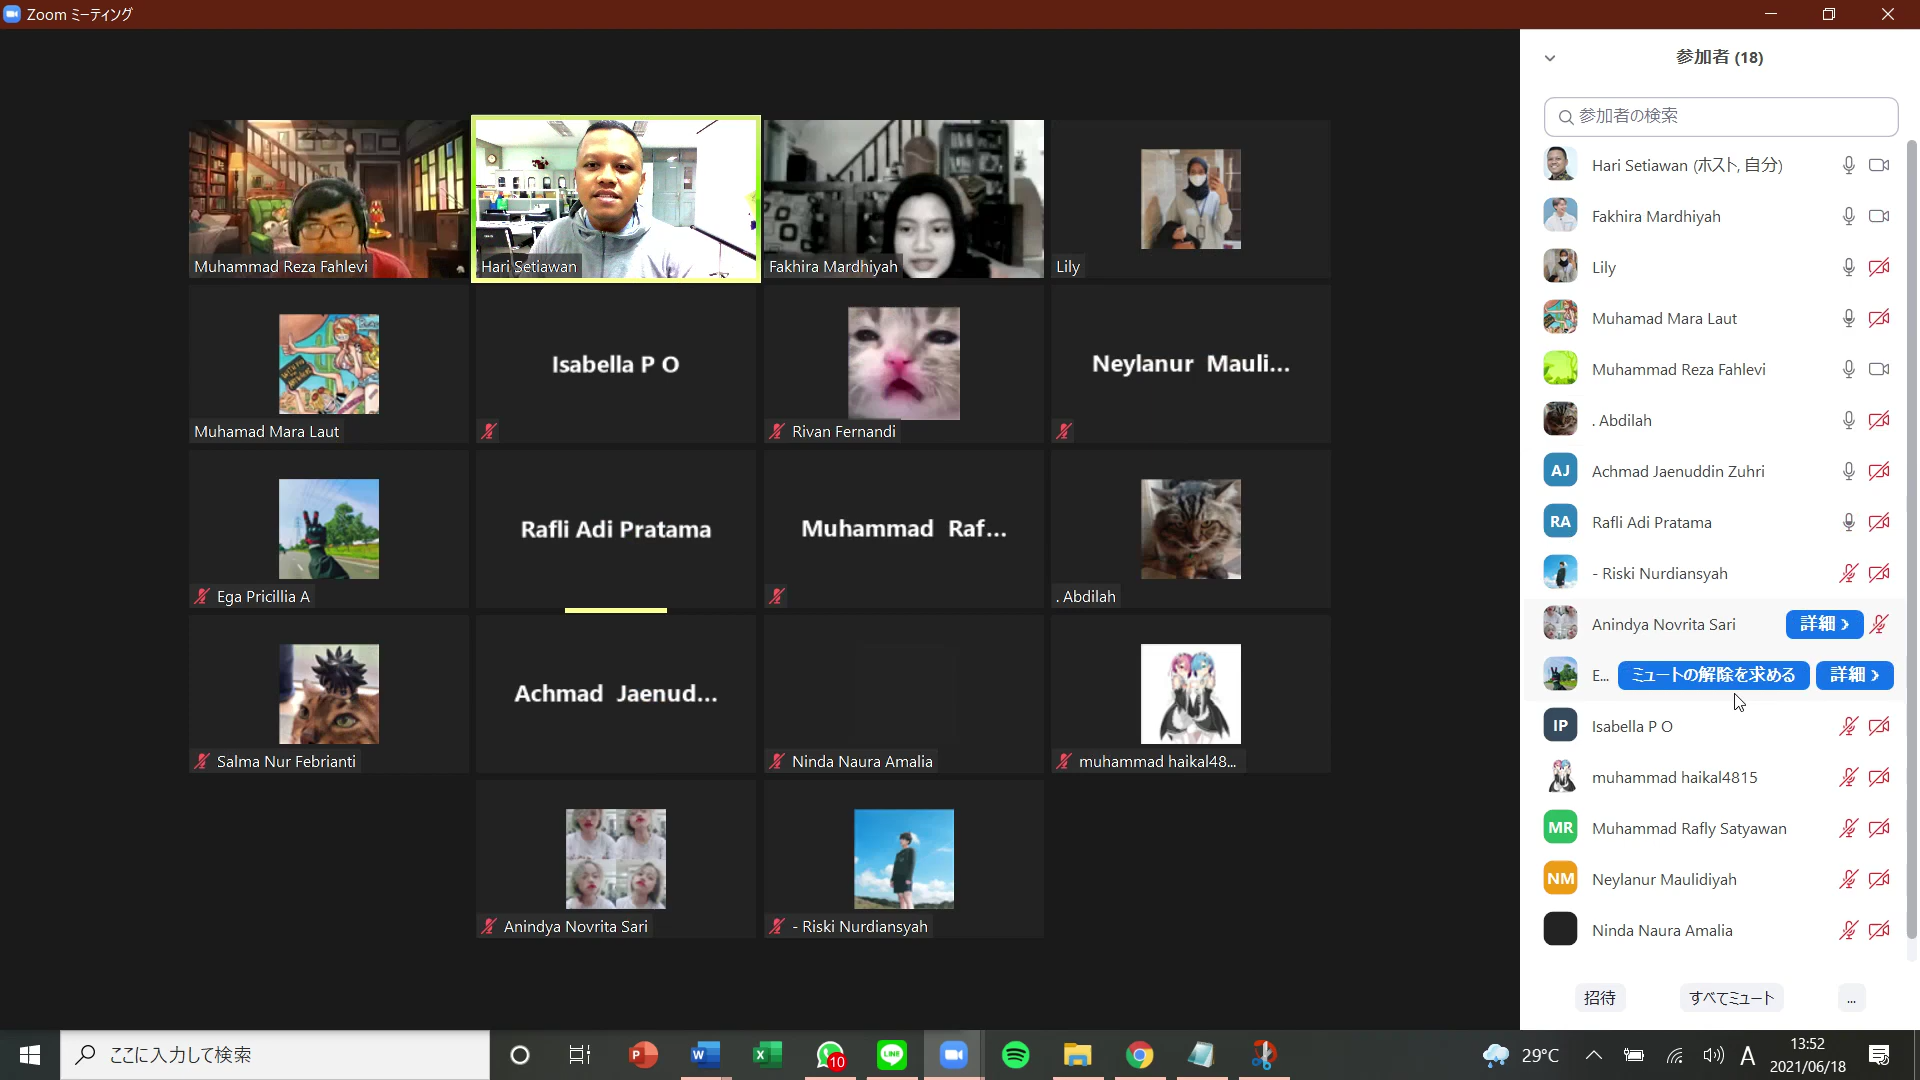 Zoom ミーティング
Muhammad Reza Fahlevi
Hari Setiawan
Fakhira Mardhiyah
Lily
Muhamad Mara Laut
Isabella P O
Rivan Fernandi
Neylanur Mauli...
Ega Pricillia A
Rafli Adi Pratama
Muhammad Raf...
. Abdilah
Salma Nur Febrianti
Achmad Jaenud...
Ninda Naura Amalia
muhammad haikal48...
Anindya Novrita Sari
- Riski Nurdiansyah
参加者 (18)
参加者の検索
Hari Setiawan (ホスト, 自分)
Fakhira Mardhiyah
Lily
Muhamad Mara Laut
Muhammad Reza Fahlevi
. Abdilah
AJ Achmad Jaenuddin Zuhri
RA Rafli Adi Pratama
- Riski Nurdiansyah
Anindya Novrita Sari 詳細
E... ミュートの解除を求める 詳細
IP Isabella P O
muhammad haikal4815
MR Muhammad Rafly Satyawan
NM Neylanur Maulidiyah
Ninda Naura Amalia
招待 すべてミュート ...
ここに入力して検索
10
LINE
29°C
A
13:52
2021/06/18